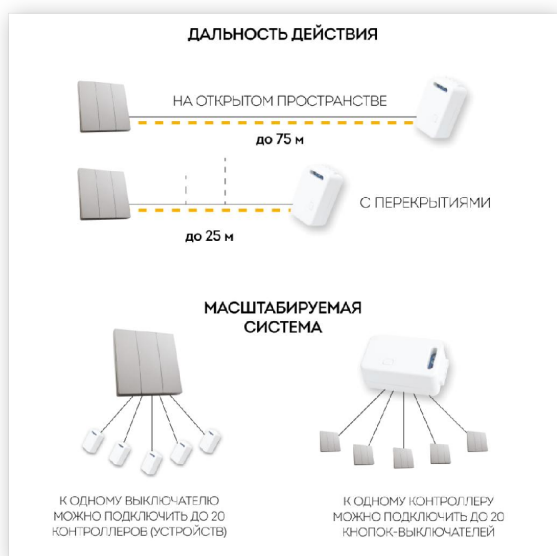 ДАЛЬНОСТЬ ДЕЙСТВИЯ
НА ОТКРЫТОМ ПРОСТРАНСТВЕ
до 75 м
С ПЕРЕКРЫТИЯМИ
до 25 м
МАСШТАБИРУЕМАЯ
СИСТЕМА
К ОДНОМУ ВЫКЛЮЧАТЕЛЮ
МОЖНО ПОДКЛЮЧИТЬ ДО 20
КОНТРОЛЛЕРОВ (УСТРОЙСТВ)
К ОДНОМУ КОНТРОЛЛЕРУ
МОЖНО ПОДКЛЮЧИТЬ ДО 20
КНОПОК-ВЫКЛЮЧАТЕЛЕЙ